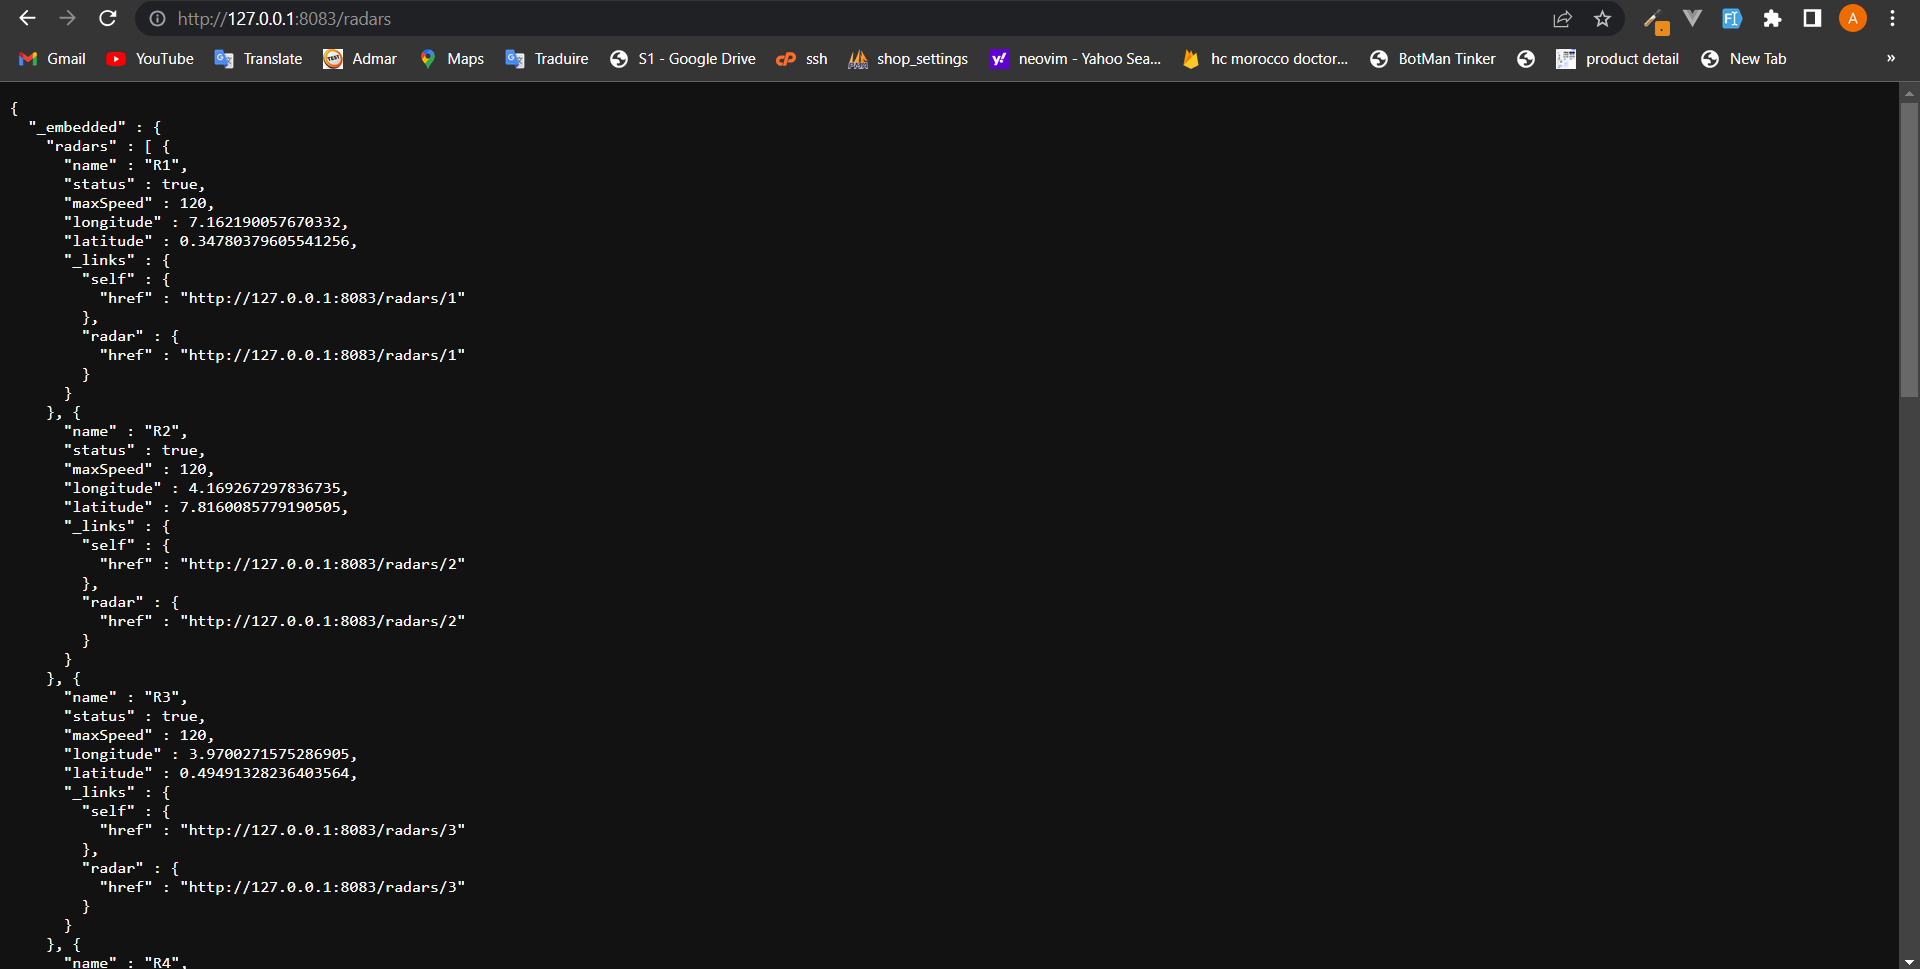 http://127.0.0.1:8083/radars
A
Gmail YouTube Translate Admar Maps Traduire S1 - Google Drive ssh shop_settings neovim - Yahoo Sea... hc morocco doctor... BotMan Tinker product detail New Tab »
{
  "_embedded" : {
    "radars" : [ {
      "name" : "R1",
      "status" : true,
      "maxSpeed" : 120,
      "longitude" : 7.162190057670332,
      "latitude" : 0.34780379605541256,
      "_links" : {
        "self" : {
          "href" : "http://127.0.0.1:8083/radars/1"
        },
        "radar" : {
          "href" : "http://127.0.0.1:8083/radars/1"
        }
      }
    }, {
      "name" : "R2",
      "status" : true,
      "maxSpeed" : 120,
      "longitude" : 4.169267297836735,
      "latitude" : 7.8160085779190505,
      "_links" : {
        "self" : {
          "href" : "http://127.0.0.1:8083/radars/2"
        },
        "radar" : {
          "href" : "http://127.0.0.1:8083/radars/2"
        }
      }
    }, {
      "name" : "R3",
      "status" : true,
      "maxSpeed" : 120,
      "longitude" : 3.9700271575286905,
      "latitude" : 0.49491328236403564,
      "_links" : {
        "self" : {
          "href" : "http://127.0.0.1:8083/radars/3"
        },
        "radar" : {
          "href" : "http://127.0.0.1:8083/radars/3"
        }
      }
    }, {
      "name" : "R4",